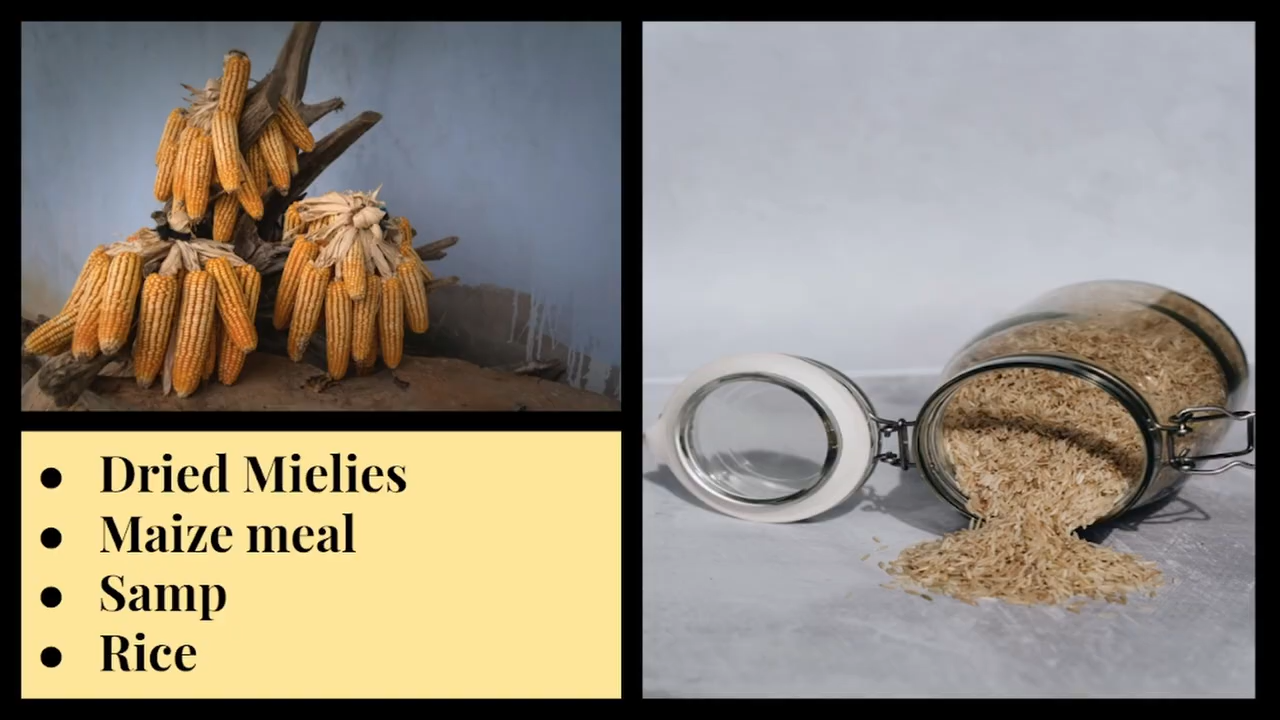 ● Dried Mielies
● Maize meal
● Samp
● Rice